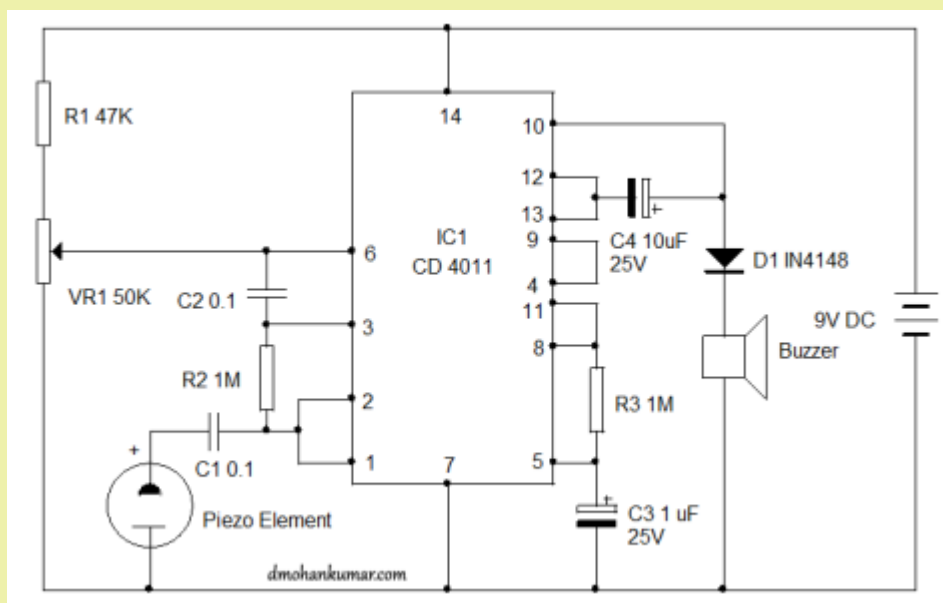 R1 47K
14
10
12
13
6
IC1
CD 4011
9
C4 10uF
25V
+
D1 IN4148
VR1 50K
C2 0.1
4
11
9V DC
3
8
Buzzer
R2 1M
R3 1M
2
+
C1 0.1
1
7
5
+
C3 1 uF
25V
Piezo Element
dmohankumar.com